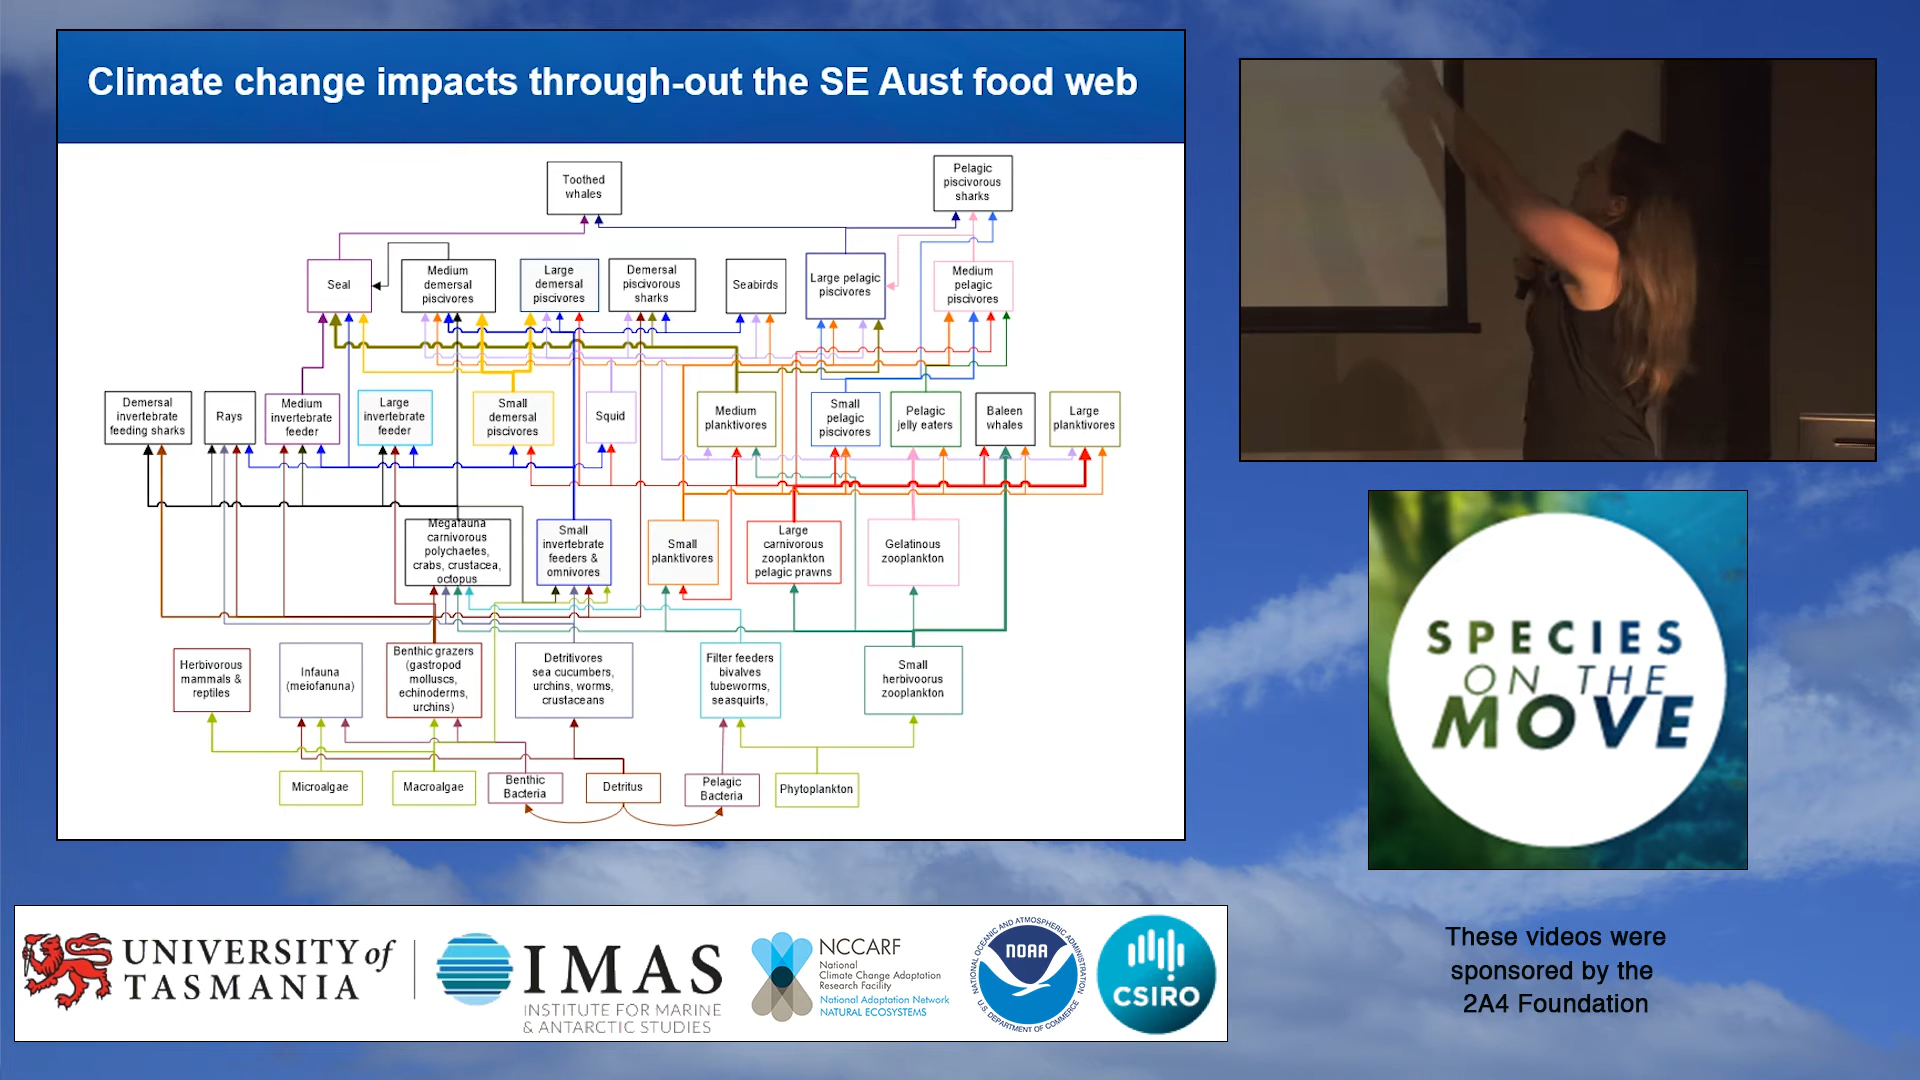 Climate change impacts through-out the SE Aust food web
Toothed
whales
Pelagic
piscivorous
sharks
Seal
Medium
demersal
piscivores
Large
demersal
piscivores
Demersal
piscivorous
sharks
Seabirds
Large pelagic
piscivores
Medium
pelagic
piscivores
Demersal
invertebrate
feeding sharks
Rays
Medium
invertebrate
feeder
Large
invertebrate
feeder
Small
demersal
piscivores
Squid
Medium
planktivores
Small
pelagic
piscivores
Pelagic
jelly eaters
Baleen
whales
Large
planktivores
Megafauna
carnivorous
polychaetes,
crabs, crustacea,
octopus
Small
invertebrate
feeders &
omnivores
Small
planktivores
Large
carnivorous
zooplankton
pelagic prawns
Gelatinous
zooplankton
Herbivorous
mammals &
reptiles
Infauna
(meiofanuna)
Benthic grazers
(gastropod
molluscs,
echinoderms,
urchins)
Detritivores
sea cucumbers,
urchins, worms,
crustaceans
Filter feeders
bivalves
tubeworms,
seasquirts,
Small
herbivoorus
zooplankton
Microalgae
Macroalgae
Benthic
Bacteria
Detritus
Pelagic
Bacteria
Phytoplankton
SPECIES
ON THE
MOVE
UNIVERSITY of
TASMANIA
IMAS
INSTITUTE FOR MARINE
& ANTARCTIC STUDIES
NCCARF
National
Climate Change Adaptation
Research Facility
National Adaptation Network
NATURAL ECOSYSTEMS
NATIONAL OCEANIC AND ATMOSPHERIC ADMINISTRATION
NOAA
U.S. DEPARTMENT OF COMMERCE
CSIRO
These videos were
sponsored by the
2A4 Foundation